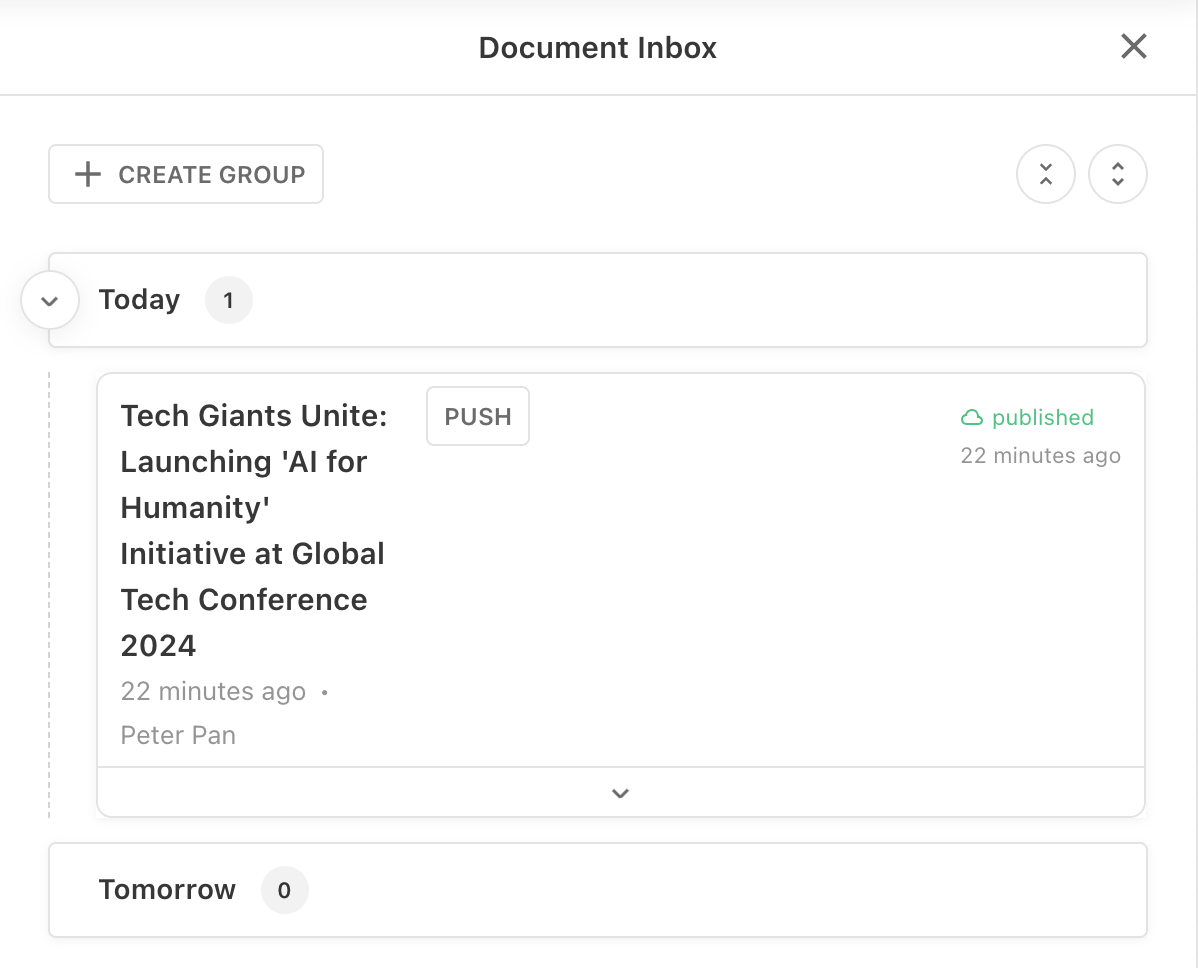 Document Inbox
CREATE GROUP
Today 1
Tech Giants Unite: PUSH published
Launching 'AI for 22 minutes ago
Humanity'
Initiative at Global
Tech Conference
2024
22 minutes ago •
Peter Pan
Tomorrow 0